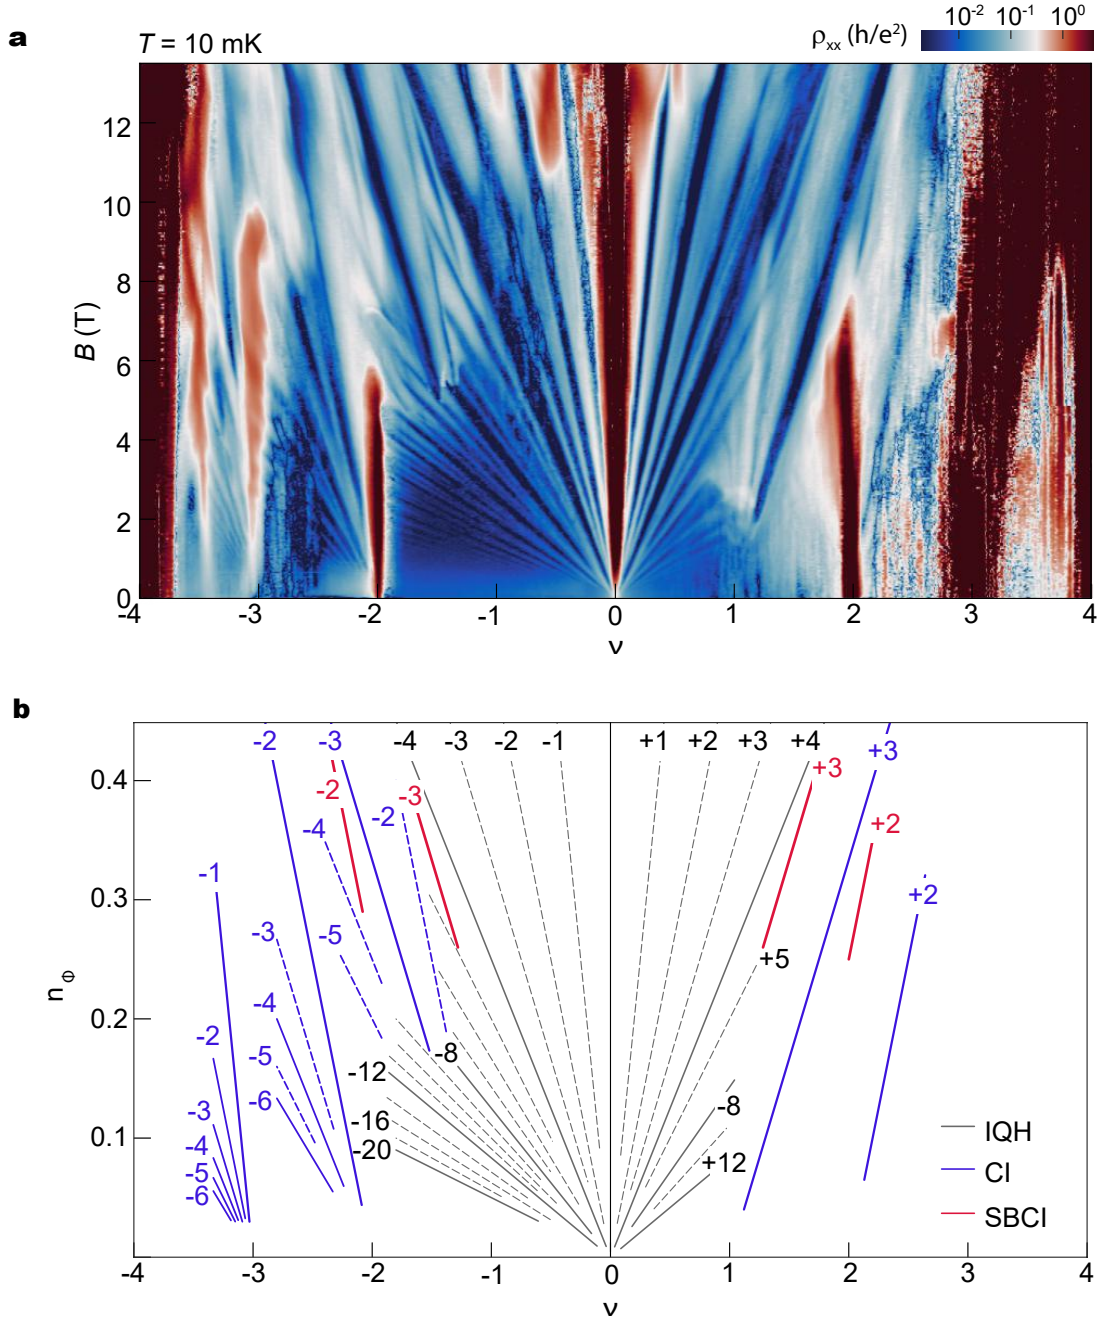 a
T = 10 mK
ρxx (h/e²)
10⁻² 10⁻¹ 10⁰
B (T)
12
10
8
6
4
2
0
-4 -3 -2 -1 0 1 2 3 4
ν
b
-2 -3 -4 -3 -2 -1 +1 +2 +3 +4 +3
+3
-2 -3 -2
+2
-4
-1
+2
-3 -5
+5
-4
-2
-8
-5
-12
-6
-8
-3
-16
-4
-20
+12
-5
-6
nΦ
0.4
0.3
0.2
0.1
IQH
CI
SBCI
-4 -3 -2 -1 0 1 2 3 4
ν